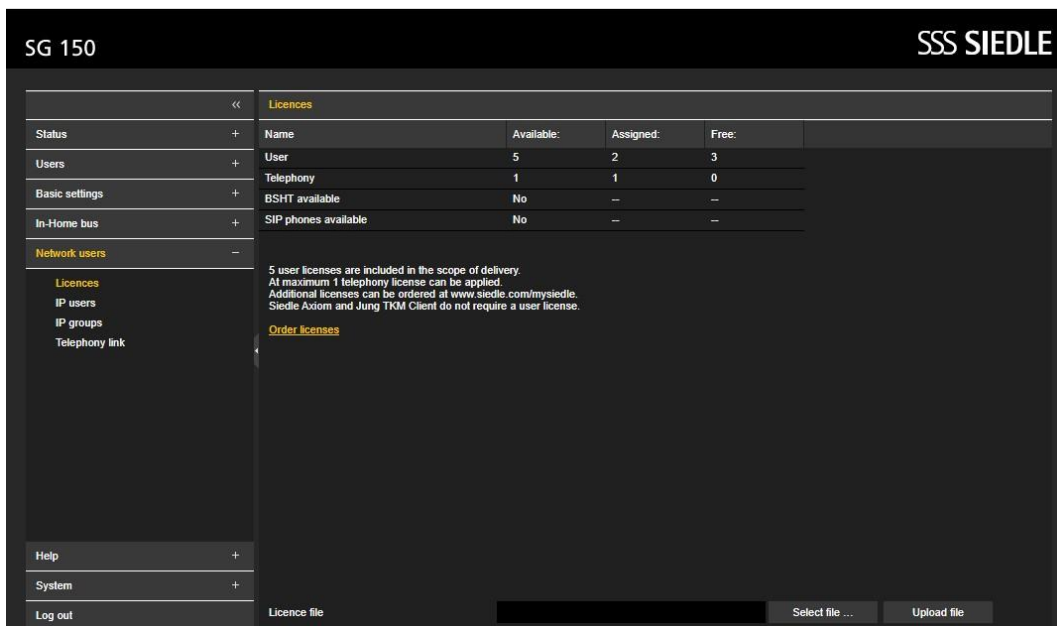 SG 150
SSS SIEDLE
«
Status +
Users +
Basic settings +
In-Home bus +
Network users –
Licences
IP users
IP groups
Telephony link
Help +
System +
Log out
Licences
Name Available: Assigned: Free:
User 5 2 3
Telephony 1 1 0
BSHT available No -- --
SIP phones available No -- --
5 user licenses are included in the scope of delivery.
At maximum 1 telephony license can be applied.
Additional licenses can be ordered at www.siedle.com/mysiedle.
Siedle Axiom and Jung TKM Client do not require a user license.
Order licenses
Licence file Select file ... Upload file